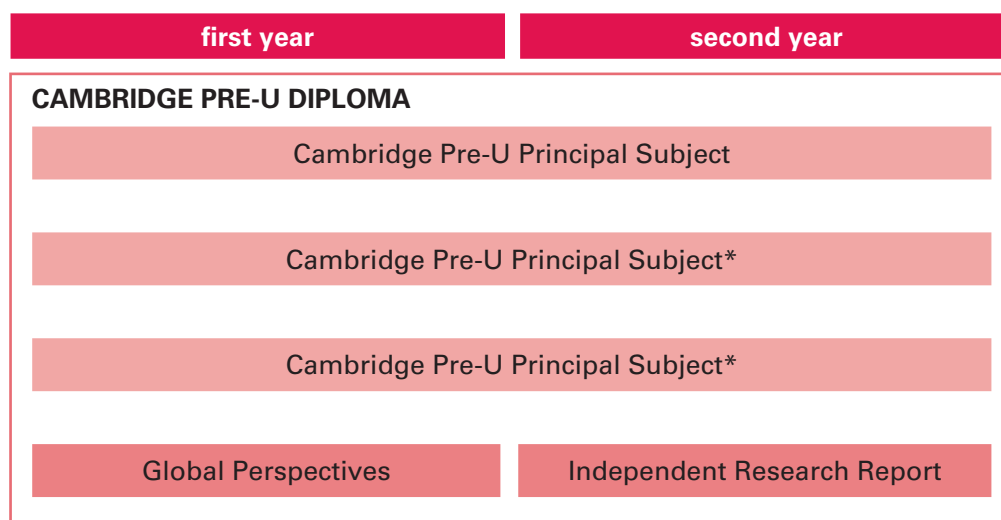 first year
second year
CAMBRIDGE PRE-U DIPLOMA
Cambridge Pre-U Principal Subject
Cambridge Pre-U Principal Subject*
Cambridge Pre-U Principal Subject*
Global Perspectives
Independent Research Report